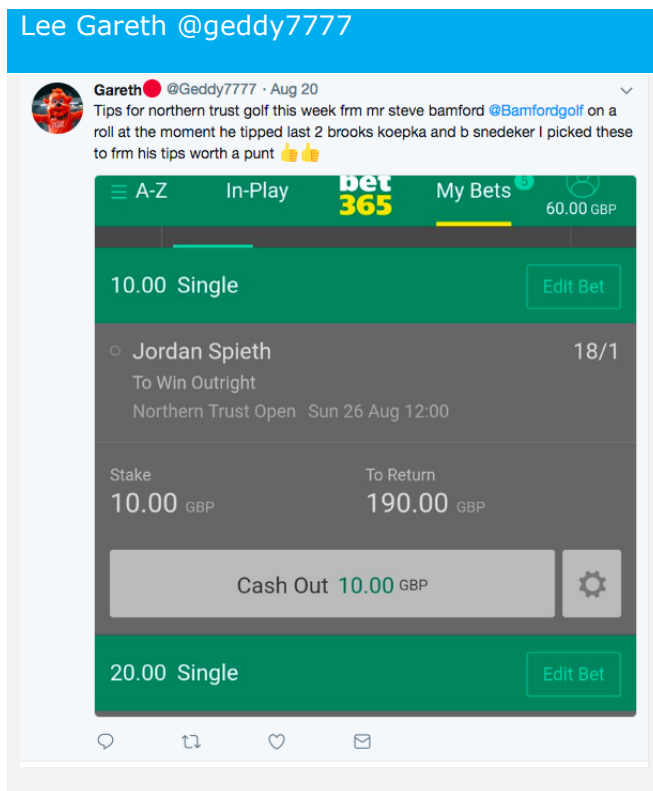 Lee Gareth @geddy7777
Gareth🔴 @Geddy7777 · Aug 20
Tips for northern trust golf this week frm mr steve bamford @Bamfordgolf on a
roll at the moment he tipped last 2 brooks koepka and b snedeker I picked these
to frm his tips worth a punt 👍👍
A-Z In-Play bet My Bets 5
365 60.00 GBP
10.00 Single Edit Bet
Jordan Spieth 18/1
To Win Outright
Northern Trust Open Sun 26 Aug 12:00
Stake To Return
10.00 GBP 190.00 GBP
Cash Out 10.00 GBP
20.00 Single Edit Bet